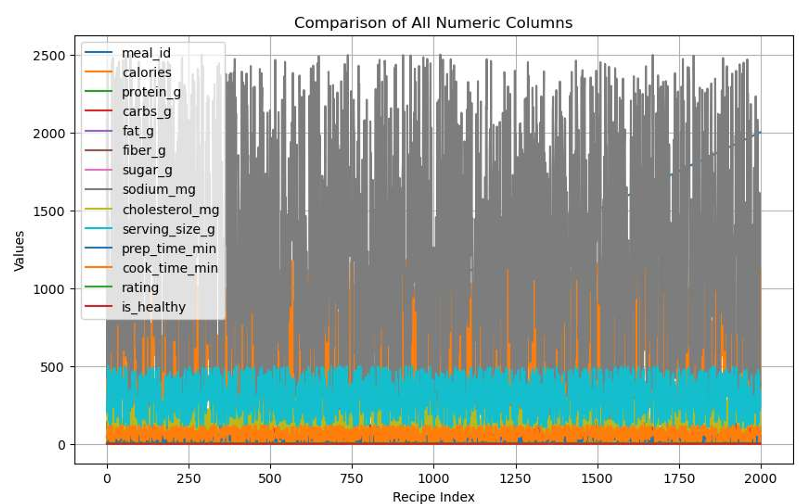 Comparison of All Numeric Columns
2500
2000
1500
1000
500
0
Values
meal_id
calories
protein_g
carbs_g
fat_g
fiber_g
sugar_g
sodium_mg
cholesterol_mg
serving_size_g
prep_time_min
cook_time_min
rating
is_healthy
0 250 500 750 1000 1250 1500 1750 2000
Recipe Index